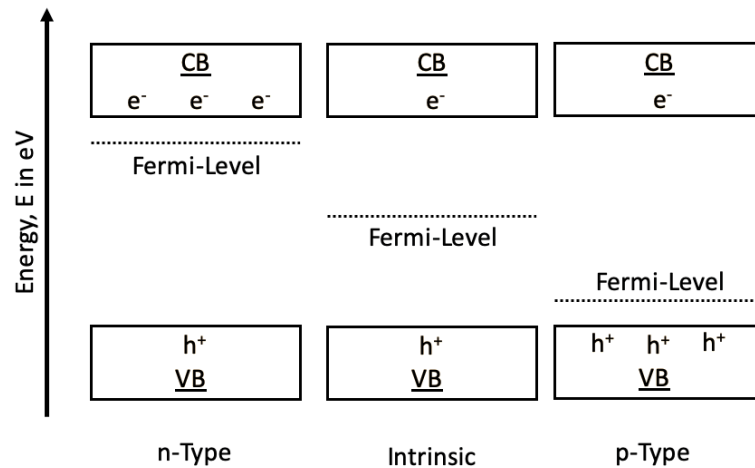 Energy, E in eV
CB
e⁻ e⁻ e⁻
Fermi-Level
h⁺
VB
n-Type
CB
e⁻
Fermi-Level
h⁺
VB
Intrinsic
CB
e⁻
Fermi-Level
h⁺ h⁺ h⁺
VB
p-Type